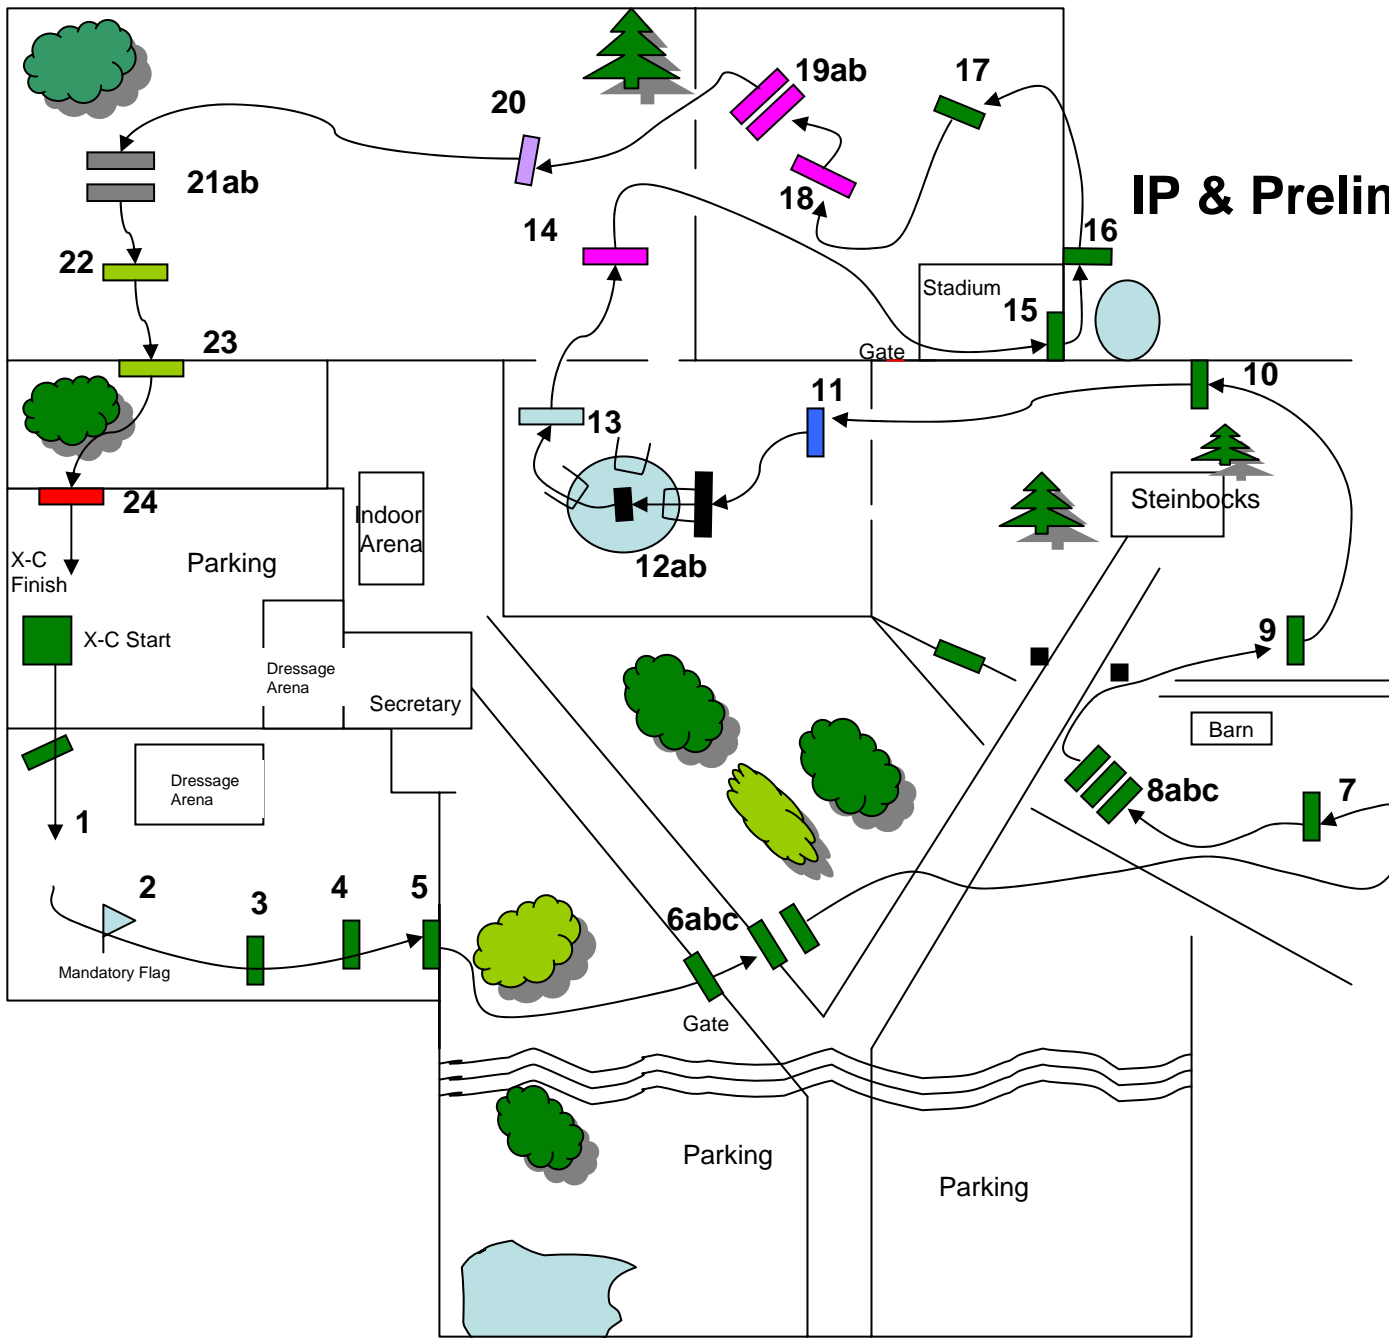 19ab
17
20
21ab
18
IP & Prelim
14
16
22
Stadium
15
23
Gate
11
10
13
24
Steinbocks
Indoor
Arena
X-C
Finish
Parking
12ab
X-C Start
9
Dressage
Arena
Secretary
Barn
Dressage
Arena
8abc
7
1
2
4
5
3
6abc
Mandatory Flag
Gate
Parking
Parking